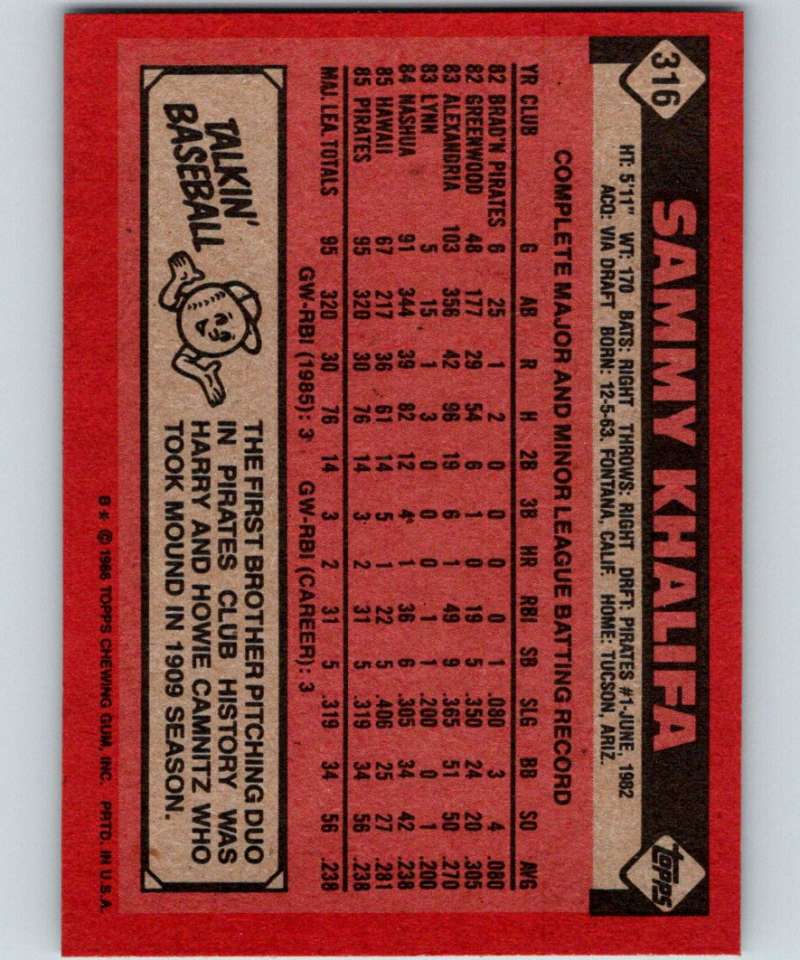 316
SAMMY KHALIFA
topps
HT: 5'11" WT: 170 BATS: RIGHT THROWS: RIGHT DRFT: PIRATES #1-JUNE, 1982
ACQ: VIA DRAFT BORN: 12-5-63, FONTANA, CALIF. HOME: TUCSON, ARIZ.
COMPLETE MAJOR AND MINOR LEAGUE BATTING RECORD
YR CLUB G AB R H 2B 3B HR RBI SB SLG BB SO AVG
82 BRAD'N PIRATES 6 25 1 2 0 0 0 0 1 .080 3 4 .080
82 GREENWOOD 48 177 29 54 6 1 0 19 5 .350 24 20 .305
83 ALEXANDRIA 103 356 42 96 19 6 1 49 9 .365 51 50 .270
83 LYNN 5 15 1 3 0 0 0 1 1 .200 0 1 .200
84 NASHUA 91 344 39 82 12 4 1 36 6 .305 34 42 .238
85 HAWAII 67 217 36 61 14 5 1 22 5 .406 25 27 .281
85 PIRATES 95 320 30 76 14 3 2 31 5 .319 34 56 .238
MAJ. LEA. TOTALS 95 320 30 76 14 3 2 31 5 .319 34 56 .238
GW-RBI (1985): 3 GW-RBI (CAREER): 3
TALKIN'
BASEBALL
THE FIRST BROTHER PITCHING DUO
IN PIRATES CLUB HISTORY WAS
HARRY AND HOWIE CAMNITZ WHO
TOOK MOUND IN 1909 SEASON.
B* © 1986 TOPPS CHEWING GUM, INC. PRTD. IN U.S.A.